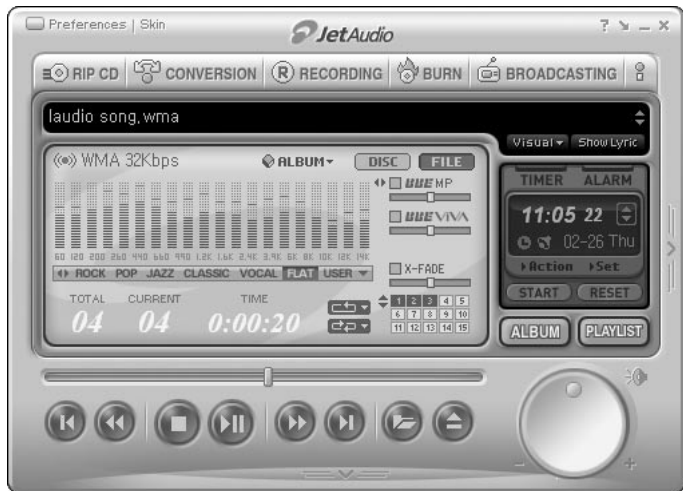 Preferences | Skin
JetAudio
RIP CD CONVERSION R RECORDING BURN BROADCASTING
laudio song.wma
Visual Show Lyric
WMA 32Kbps ALBUM DISC FILE
BBE MP
BBE ViVA
60 120 200 260 440 660 990 1.2K 1.6K 2.4K 3.9K 6K 8K 10K 12K 14K
ROCK POP JAZZ CLASSIC VOCAL FLAT USER
X-FADE
TOTAL CURRENT TIME
04 04 0:00:20
1 2 3 4 5
6 7 8 9 10
11 12 13 14 15
TIMER ALARM
11:05 22
02-26 Thu
Action Set
START RESET
ALBUM PLAYLIST